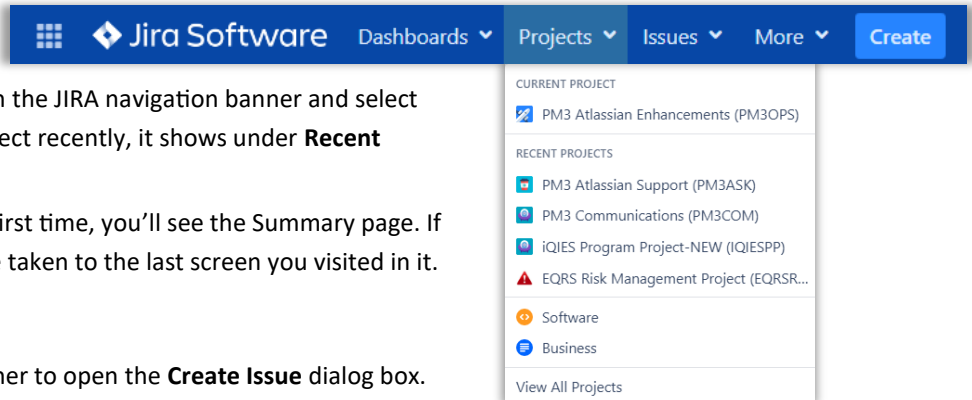 Jira Software Dashboards Projects Issues More Create
n the JIRA navigation banner and select
ect recently, it shows under Recent
irst time, you’ll see the Summary page. If
e taken to the last screen you visited in it.
ner to open the Create Issue dialog box.
CURRENT PROJECT
PM3 Atlassian Enhancements (PM3OPS)
RECENT PROJECTS
PM3 Atlassian Support (PM3ASK)
PM3 Communications (PM3COM)
iQIES Program Project-NEW (IQIESPP)
EQRS Risk Management Project (EQRSR...
Software
Business
View All Projects